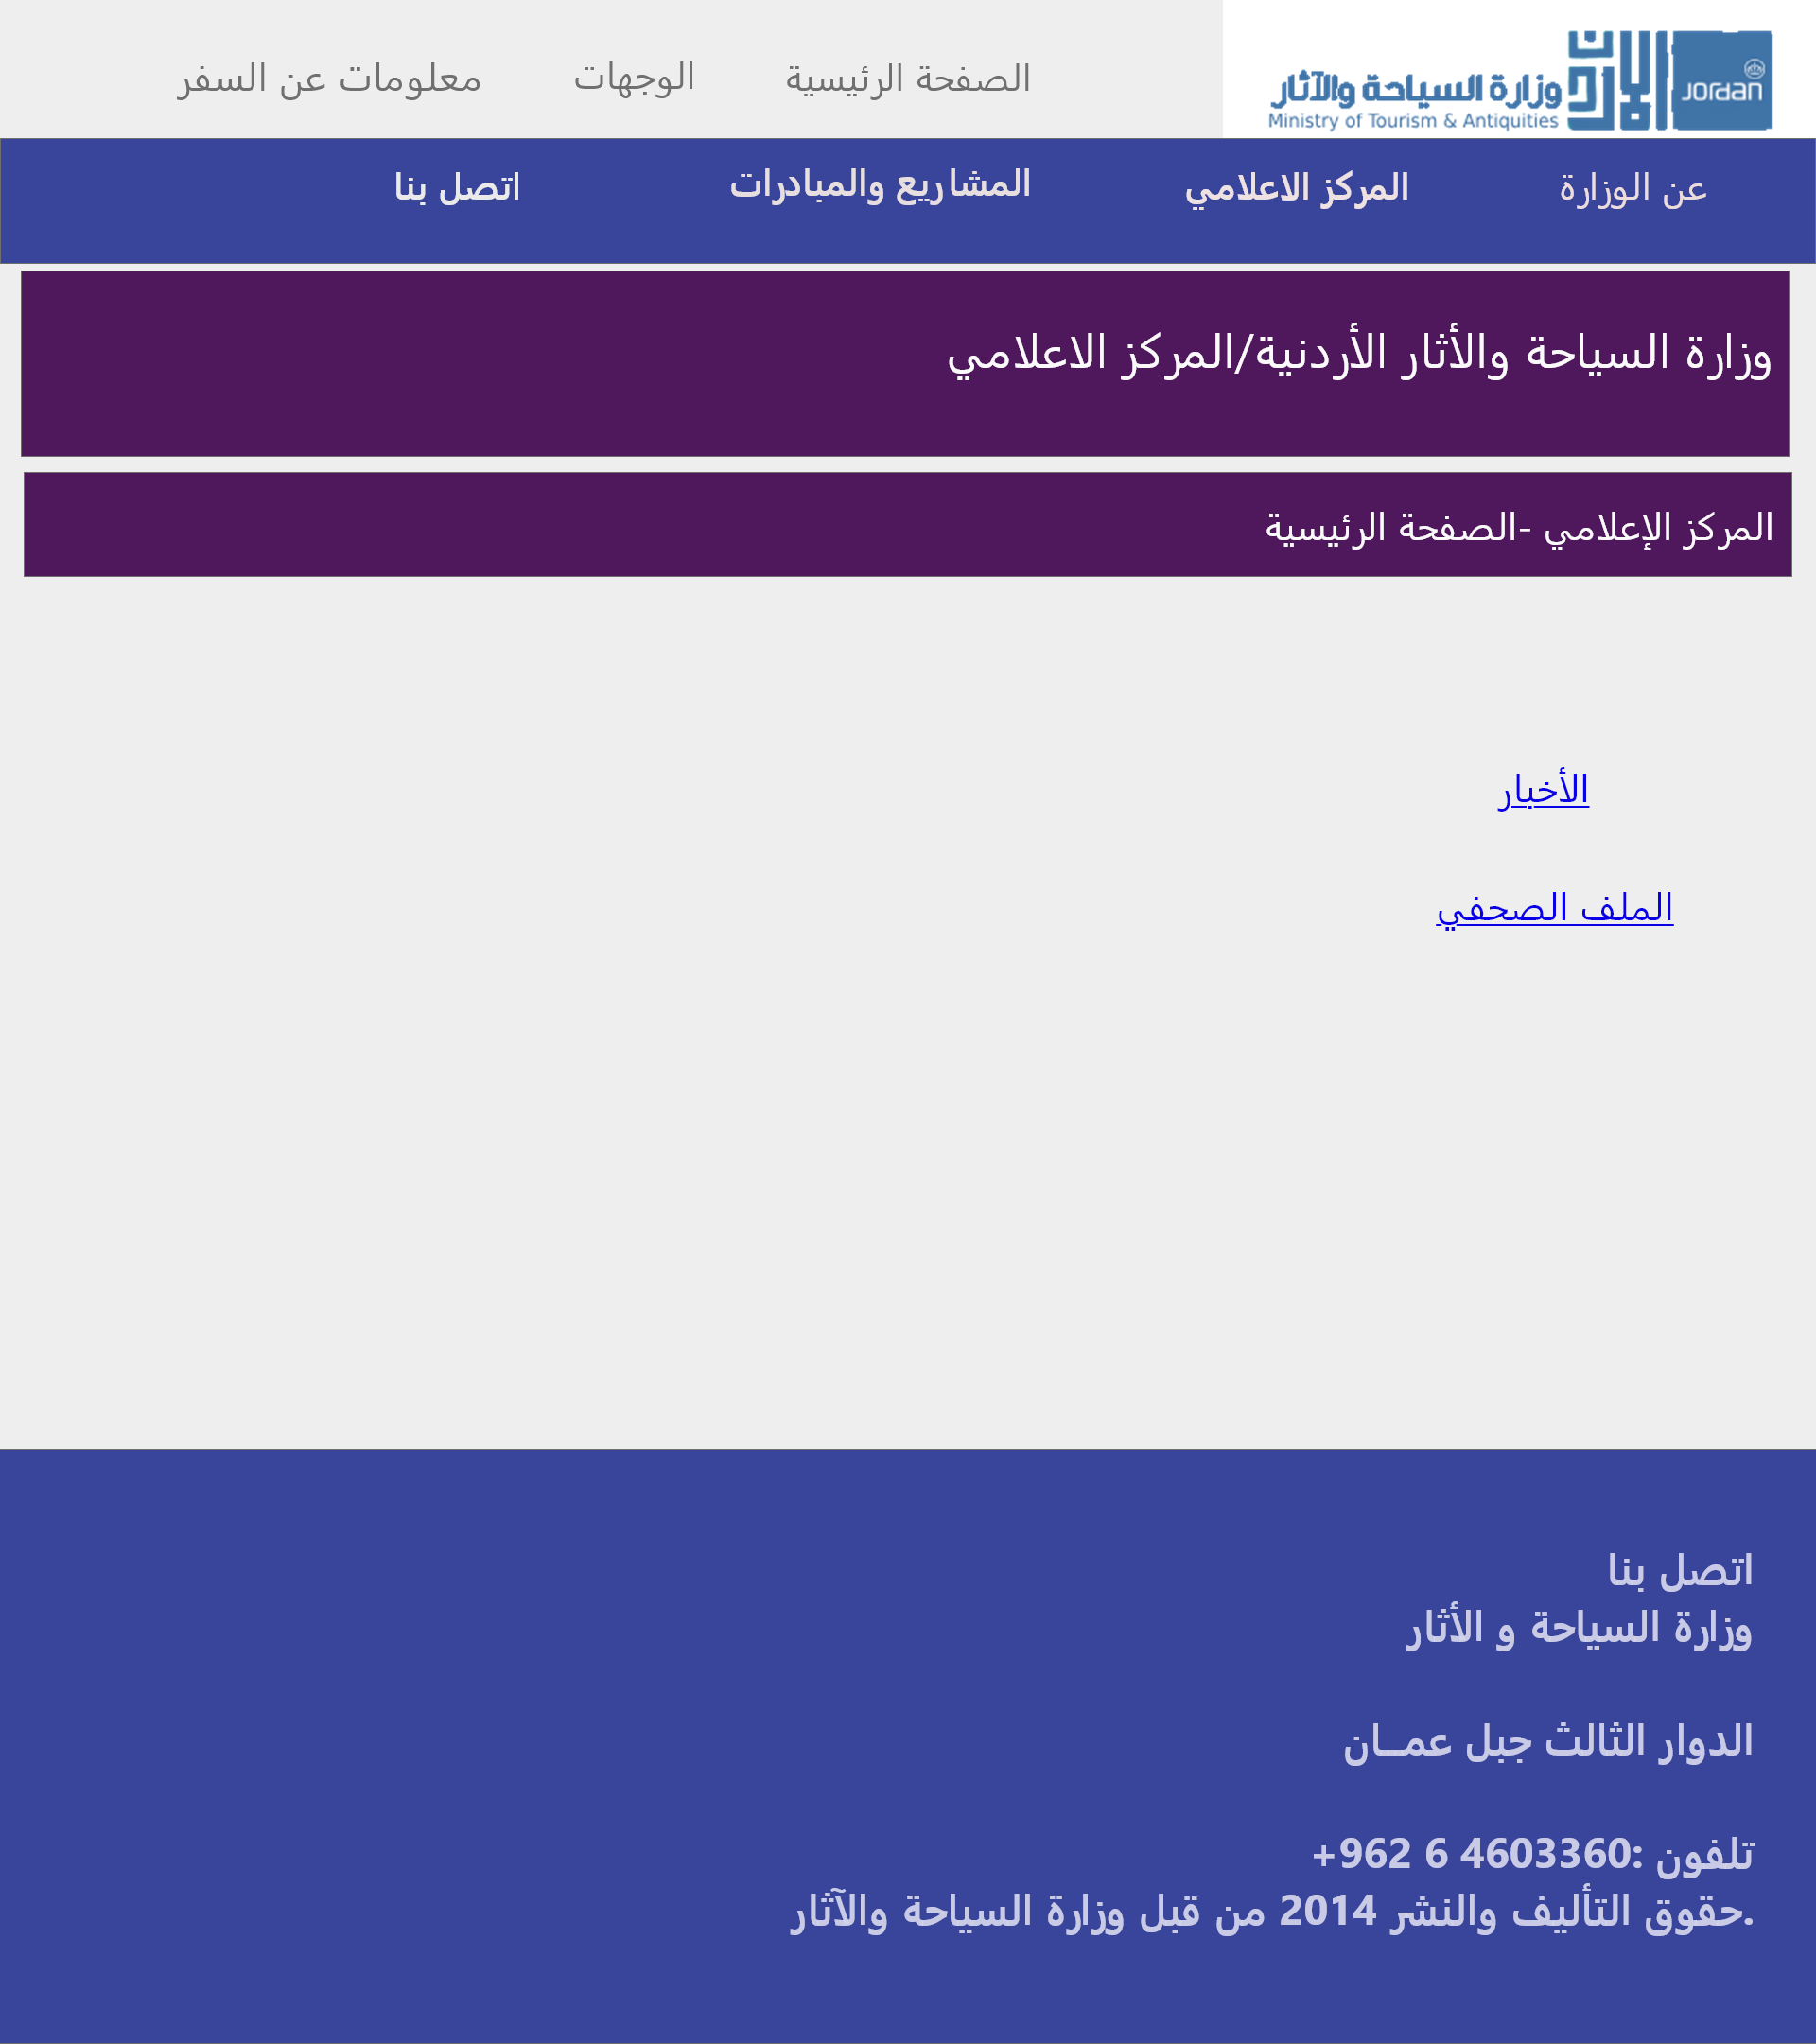 وزارة السياحة والآثار
Ministry of Tourism & Antiquities
الاردن
JORDAN
الصفحة الرئيسية
الوجهات
معلومات عن السفر
عن الوزارة
المركز الاعلامي
المشاريع والمبادرات
اتصل بنا
وزارة السياحة والأثار الأردنية/المركز الاعلامي
المركز الإعلامي -الصفحة الرئيسية
الأخبار
الملف الصحفي
اتصل بنا
وزارة السياحة و الأثار
الدوار الثالث جبل عمــان
تلفون :4603360 6 962+
.حقوق التأليف والنشر 2014 من قبل وزارة السياحة والآثار